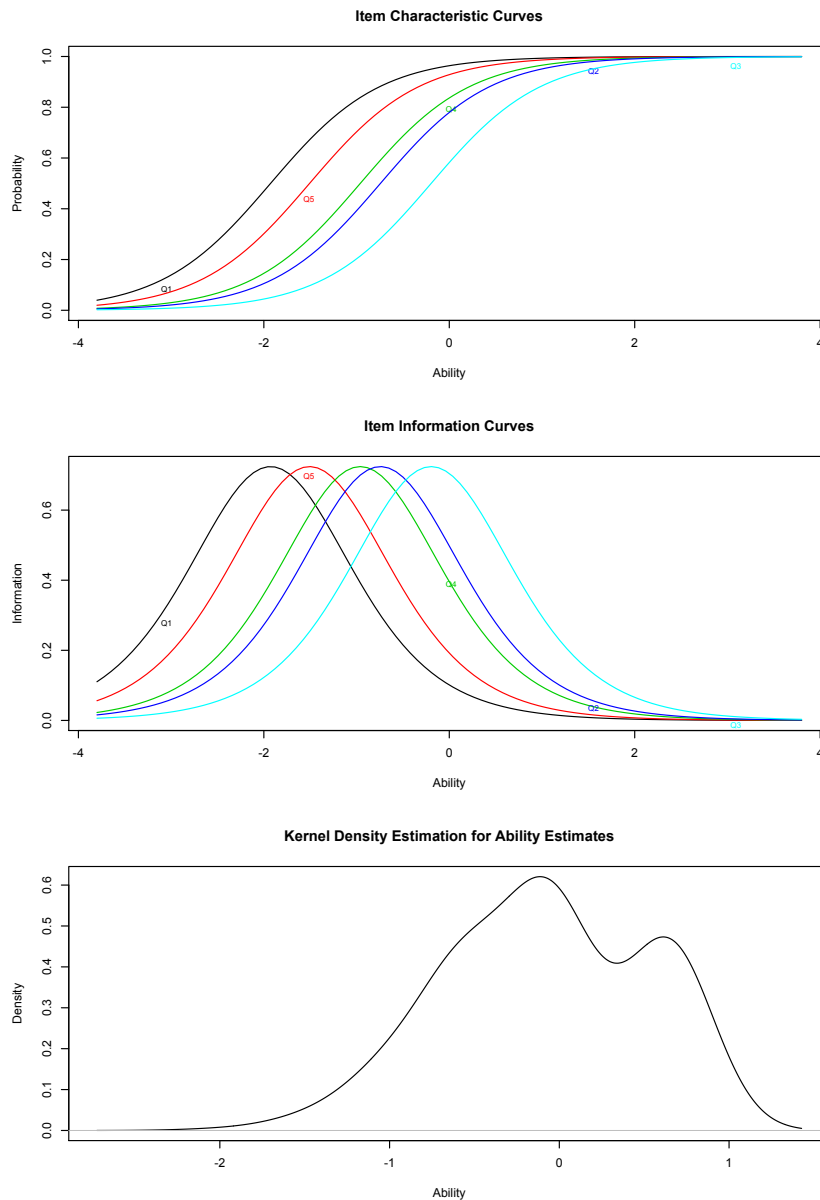 Item Characteristic Curves
1.0
0.8
0.6
0.4
0.2
0.0
Probability
Q1
Q5
Q4
Q2
Q3
-4
-2
0
2
4
Ability
Item Information Curves
0.6
0.4
0.2
0.0
Information
Q1
Q5
Q4
Q2
Q3
-4
-2
0
2
4
Ability
Kernel Density Estimation for Ability Estimates
0.6
0.5
0.4
0.3
0.2
0.1
0.0
Density
-2
-1
0
1
Ability